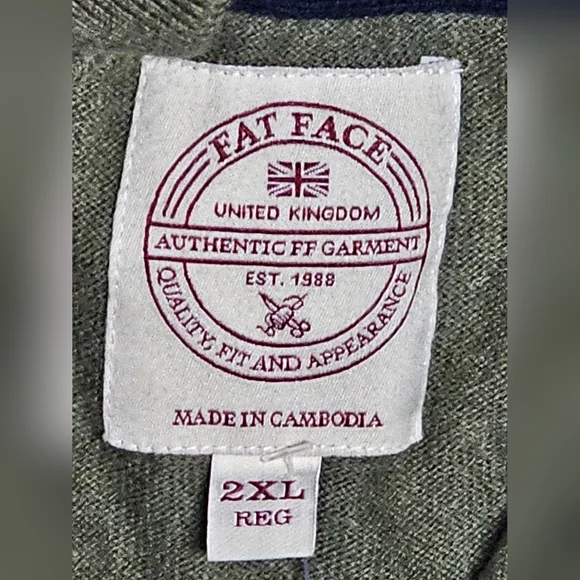 FAT FACE
UNITED KINGDOM
AUTHENTIC FF GARMENT
EST. 1988
QUALITY, FIT AND APPEARANCE
MADE IN CAMBODIA
2XL
REG